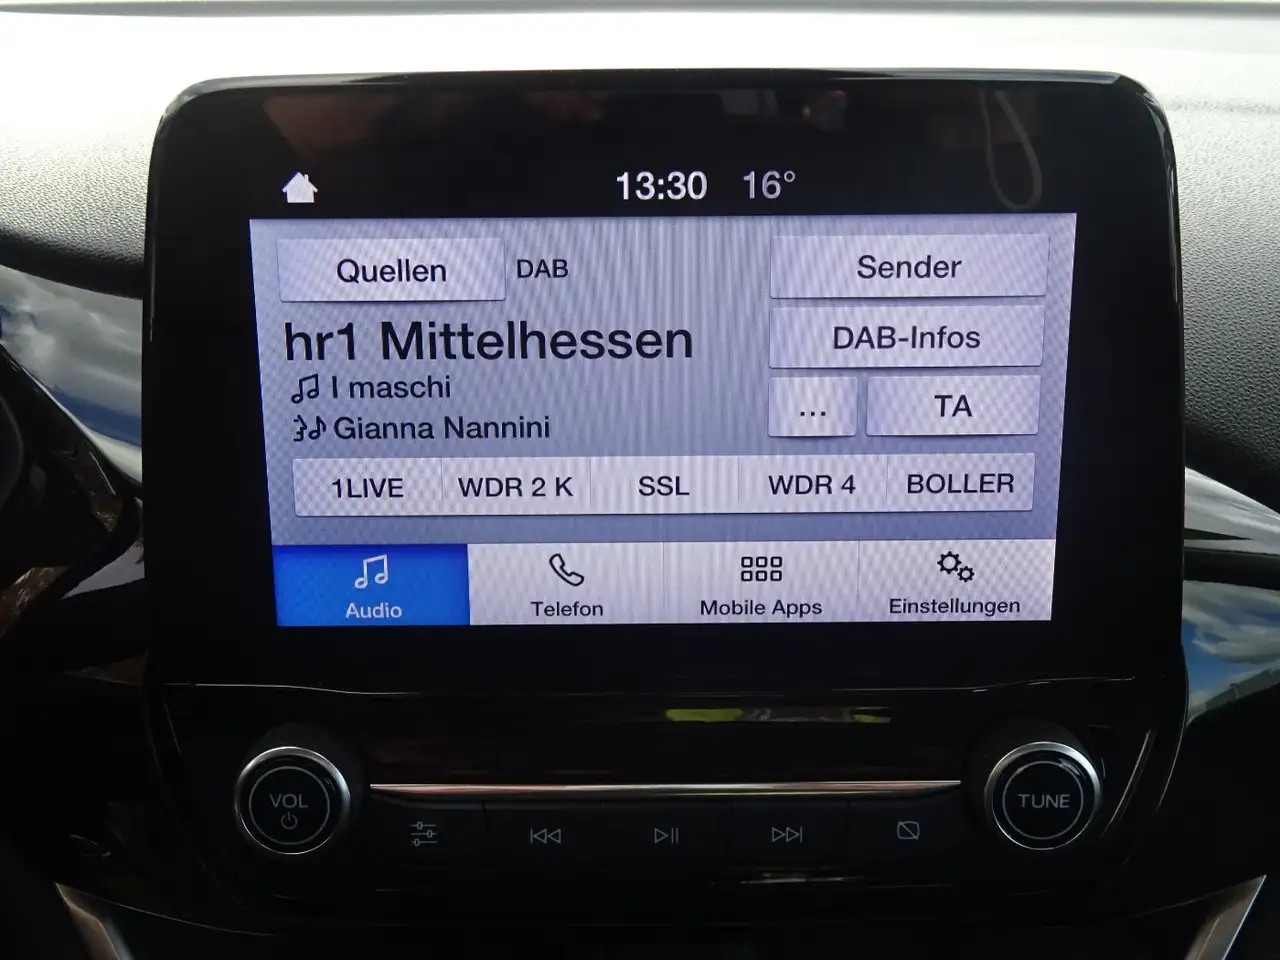 13:30 16°
Quellen DAB Sender
hr1 Mittelhessen DAB-Infos
I maschi
... TA
Gianna Nannini
1LIVE WDR 2 K SSL WDR 4 BOLLER
Audio Telefon Mobile Apps Einstellungen
VOL TUNE